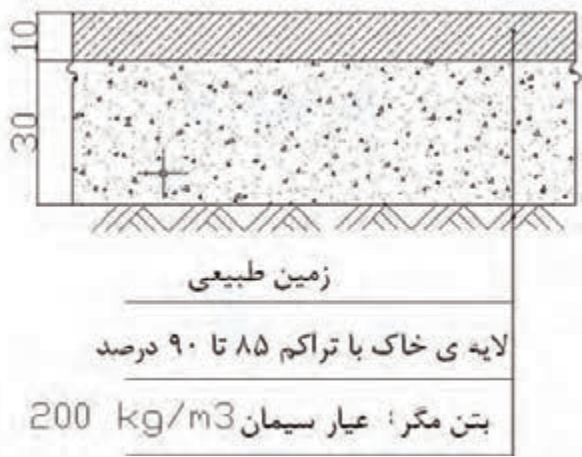 10
30
زمین طبیعی
لایه ی خاک با تراکم ۸۵ تا ۹۰ درصد
بتن مگر: عیار سیمان 200 kg/m3